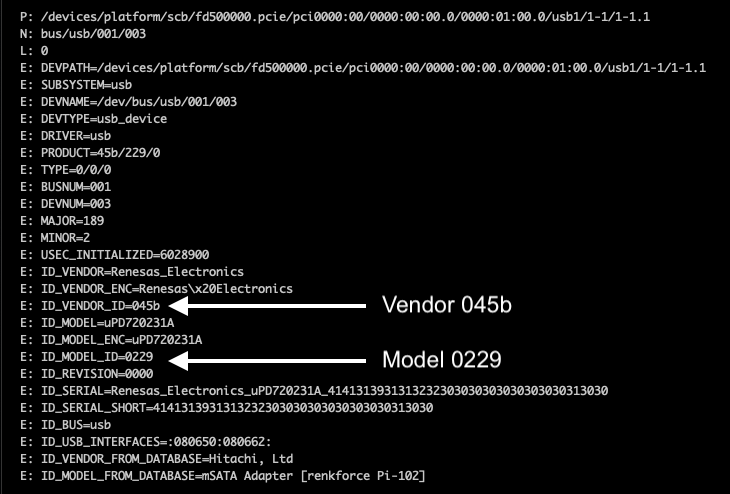 P: /devices/platform/scb/fd500000.pcie/pci0000:00/0000:00:00.0/0000:01:00.0/usb1/1-1/1-1.1
N: bus/usb/001/003
L: 0
E: DEVPATH=/devices/platform/scb/fd500000.pcie/pci0000:00/0000:00:00.0/0000:01:00.0/usb1/1-1/1-1.1
E: SUBSYSTEM=usb
E: DEVNAME=/dev/bus/usb/001/003
E: DEVTYPE=usb_device
E: DRIVER=usb
E: PRODUCT=45b/229/0
E: TYPE=0/0/0
E: BUSNUM=001
E: DEVNUM=003
E: MAJOR=189
E: MINOR=2
E: USEC_INITIALIZED=6028900
E: ID_VENDOR=Renesas_Electronics
E: ID_VENDOR_ENC=Renesas\x20Electronics
E: ID_VENDOR_ID=045b Vendor 045b
E: ID_MODEL=uPD720231A
E: ID_MODEL_ENC=uPD720231A
E: ID_MODEL_ID=0229 Model 0229
E: ID_REVISION=0000
E: ID_SERIAL=Renesas_Electronics_uPD720231A_4141313931313232303030303030303030313030
E: ID_SERIAL_SHORT=4141313931313232303030303030303030313030
E: ID_BUS=usb
E: ID_USB_INTERFACES=:080650:080662:
E: ID_VENDOR_FROM_DATABASE=Hitachi, Ltd
E: ID_MODEL_FROM_DATABASE=mSATA Adapter [renkforce Pi-102]